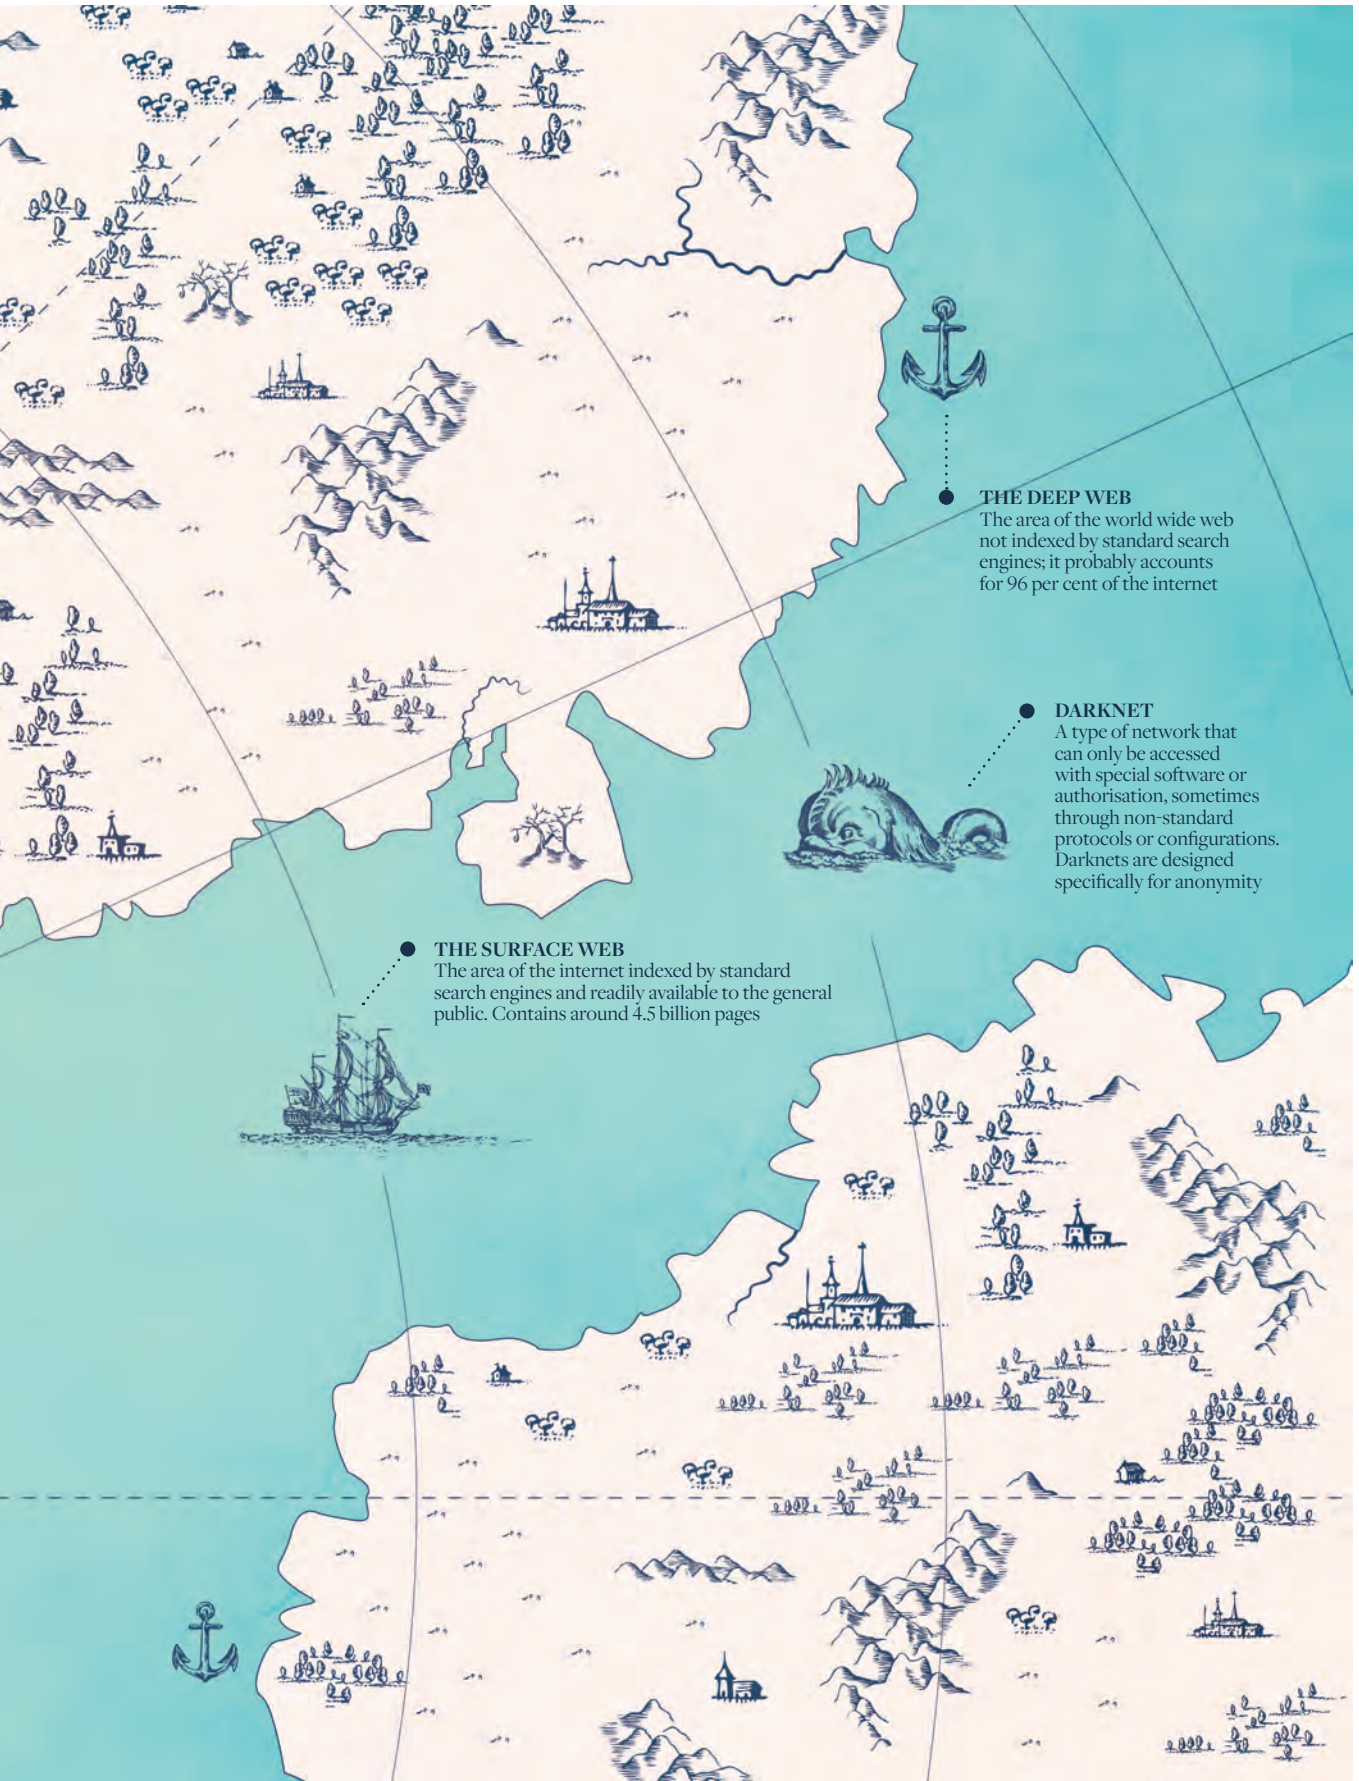 THE DEEP WEB
The area of the world wide web
not indexed by standard search
engines; it probably accounts
for 96 per cent of the internet
DARKNET
A type of network that
can only be accessed
with special software or
authorisation, sometimes
through non-standard
protocols or configurations.
Darknets are designed
specifically for anonymity
THE SURFACE WEB
The area of the internet indexed by standard
search engines and readily available to the general
public. Contains around 4.5 billion pages